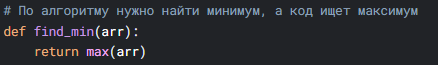 # По алгоритму нужно найти минимум, а код ищет максимум
def find_min(arr):
    return max(arr)